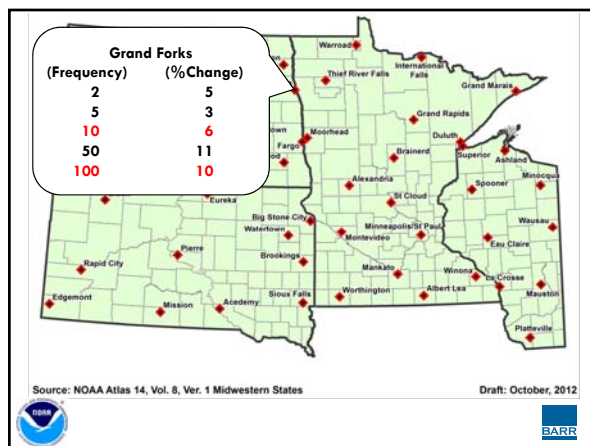 Grand Forks
(Frequency) (%Change)
2 5
5 3
10 6
50 11
100 10
Warroad
International
Falls
Thief River Falls
Grand Marais
Grand Rapids
Moorhead
Fargo
Duluth
Superior
Ashland
Brainerd
Minocqua
Spooner
Alexandria
St Cloud
Eureka
Big Stone City
Wausau
Watertown
Minneapolis/St Paul
Montevideo
Eau Claire
Pierre
Brookings
Rapid City
Mankato
Winona
La Crosse
Mauston
Edgemont
Mission
Acedemy
Sioux Falls
Worthington
Albert Lea
Platteville
Source: NOAA Atlas 14, Vol. 8, Ver. 1 Midwestern States
Draft: October, 2012
NOAA
BARR